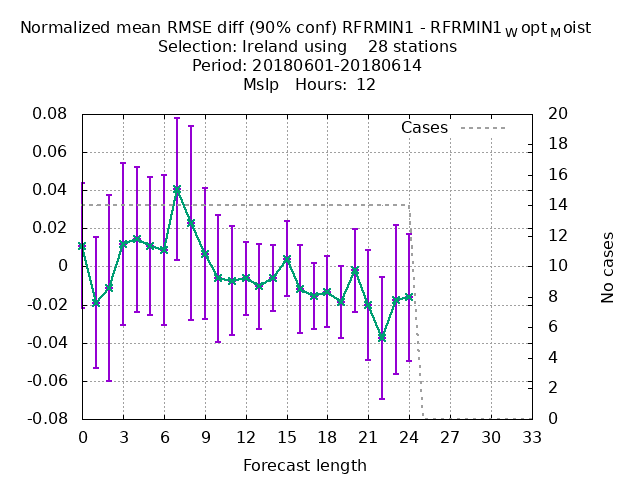 Normalized mean RMSE diff (90% conf) RFRMIN1 - RFRMIN1WoptMoist
Selection: Ireland using 28 stations
Period: 20180601-20180614
Mslp Hours: 12
0.08
0.06
0.04
0.02
0
-0.02
-0.04
-0.06
-0.08
Cases
20
18
16
14
12
10
8
6
4
2
0
No cases
0 3 6 9 12 15 18 21 24 27 30 33
Forecast length